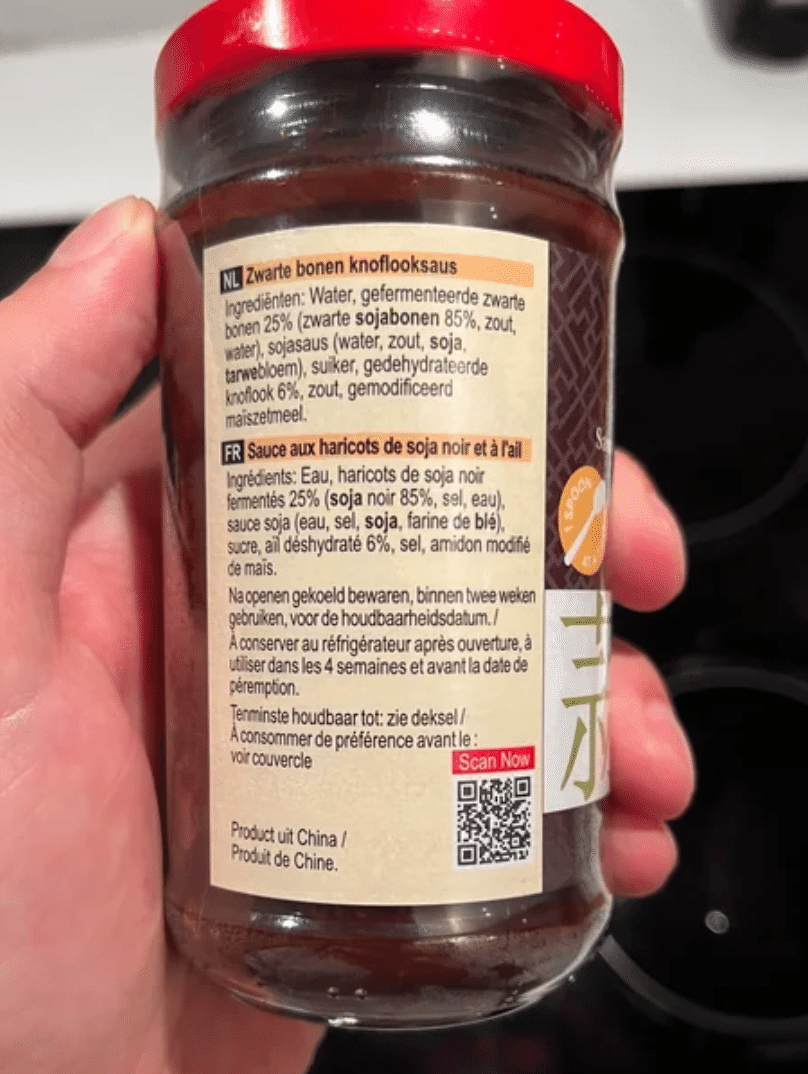 NL Zwarte bonen knoflooksaus
Ingrediënten: Water, gefermenteerde zwarte
bonen 25% (zwarte sojabonen 85%, zout,
water), sojasaus (water, zout, soja,
tarwebloem), suiker, gedehydrateerde
knoflook 6%, zout, gemodificeerd
maïszetmeel.
FR Sauce aux haricots de soja noir et à l'ail
Ingrédients: Eau, haricots de soja noir
fermentés 25% (soja noir 85%, sel, eau),
sauce soja (eau, sel, soja, farine de blé),
sucre, ail déshydraté 6%, sel, amidon modifié
de maïs.
Na openen gekoeld bewaren, binnen twee weken
gebruiken, voor de houdbaarheidsdatum. /
À conserver au réfrigérateur après ouverture, à
utiliser dans les 4 semaines et avant la date de
péremption.
Tenminste houdbaar tot: zie deksel /
À consommer de préférence avant le :
voir couvercle
Scan Now
Product uit China /
Produit de Chine.
1 SPOON